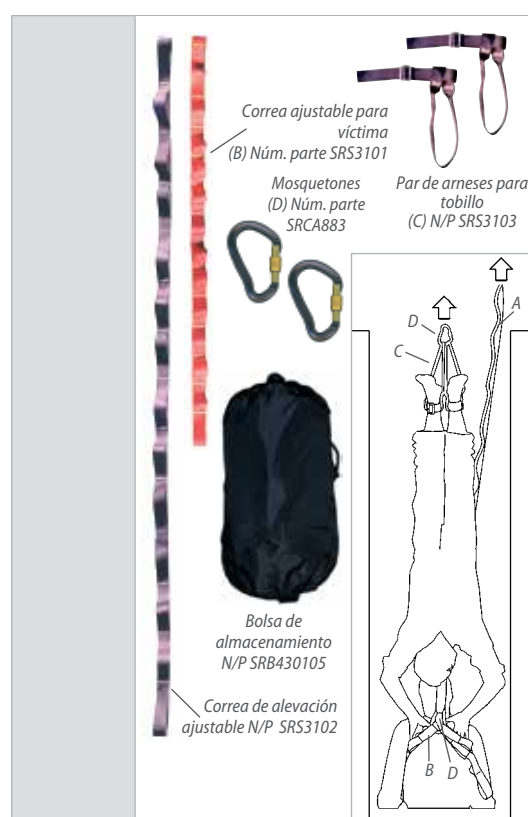 Correa ajustable para
víctima
(B) Núm. parte SRS3101
Mosquetones
(D) Núm. parte
SRCA883
Par de arneses para
tobillo
(C) N/P SRS3103
A
D
C
Bolsa de
almacenamiento
N/P SRB430105
Correa de alevación
ajustable N/P SRS3102
B
D